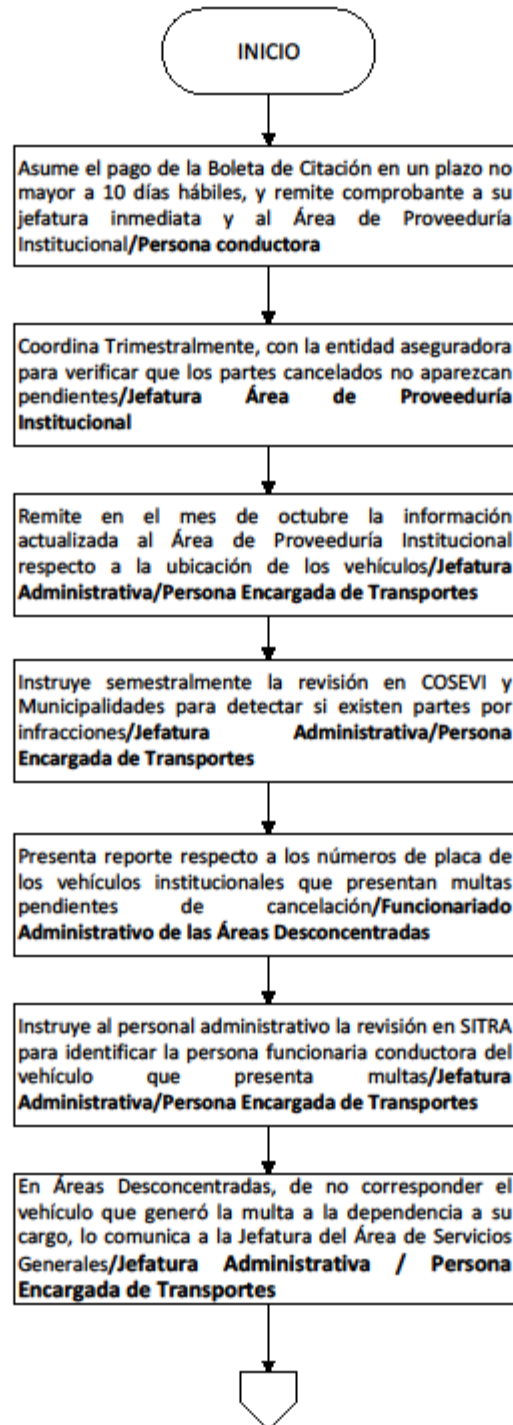 INICIO
Asume el pago de la Boleta de Citación en un plazo no
mayor a 10 días hábiles, y remite comprobante a su
jefatura inmediata y al Área de Proveeduría
Institucional/Persona conductora
Coordina Trimestralmente, con la entidad aseguradora
para verificar que los partes cancelados no aparezcan
pendientes/Jefatura Área de Proveeduría
Institucional
Remite en el mes de octubre la información
actualizada al Área de Proveeduría Institucional
respecto a la ubicación de los vehículos/Jefatura
Administrativa/Persona Encargada de Transportes
Instruye semestralmente la revisión en COSEVI y
Municipalidades para detectar si existen partes por
infracciones/Jefatura Administrativa/Persona
Encargada de Transportes
Presenta reporte respecto a los números de placa de
los vehículos institucionales que presentan multas
pendientes de cancelación/Funcionariado
Administrativo de las Áreas Desconcentradas
Instruye al personal administrativo la revisión en SITRA
para identificar la persona funcionaria conductora del
vehículo que presenta multas/Jefatura
Administrativa/Persona Encargada de Transportes
En Áreas Desconcentradas, de no corresponder el
vehículo que generó la multa a la dependencia a su
cargo, lo comunica a la Jefatura del Área de Servicios
Generales/Jefatura Administrativa / Persona
Encargada de Transportes